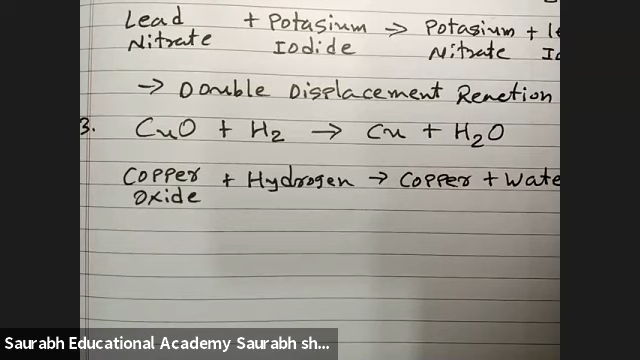 Lead + Potasium → Potasium + l
Nitrate Iodide Nitrate Io
→ Double Displacement Reaction
3. CuO + H₂ → Cu + H₂O
Copper + Hydrogen → Copper + Wate
Oxide
Saurabh Educational Academy Saurabh sh...